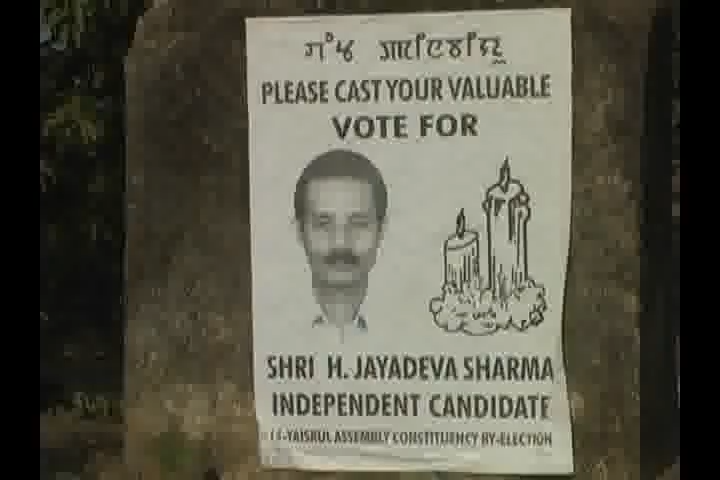 PLEASE CAST YOUR VALUABLE
VOTE FOR
SHRI H. JAYADEVA SHARMA
INDEPENDENT CANDIDATE
YAISKUL ASSEMBLY CONSTITUENCY BY-ELECTION